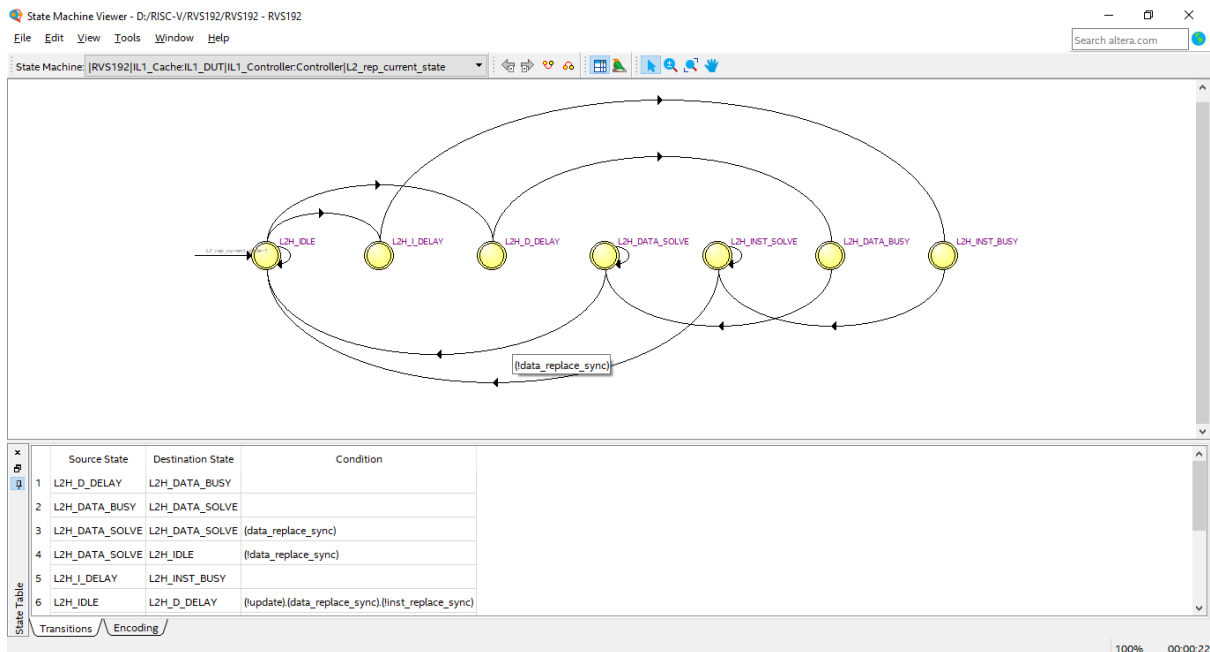 State Machine Viewer - D:/RISC-V/RVS192/RVS192 - RVS192
File Edit View Tools Window Help
Search altera.com
State Machine: |RVS192|IL1_Cache:IL1_DUT|IL1_Controller:Controller|L2_rep_current_state
L2H_IDLE L2H_I_DELAY L2H_D_DELAY L2H_DATA_SOLVE L2H_INST_SOLVE L2H_DATA_BUSY L2H_INST_BUSY
(!data_replace_sync)
Source State Destination State Condition
1 L2H_D_DELAY L2H_DATA_BUSY
2 L2H_DATA_BUSY L2H_DATA_SOLVE
3 L2H_DATA_SOLVE L2H_DATA_SOLVE (data_replace_sync)
4 L2H_DATA_SOLVE L2H_IDLE (!data_replace_sync)
5 L2H_I_DELAY L2H_INST_BUSY
6 L2H_IDLE L2H_D_DELAY (!update).(data_replace_sync).(!inst_replace_sync)
State Table
Transitions Encoding
100% 00:00:22